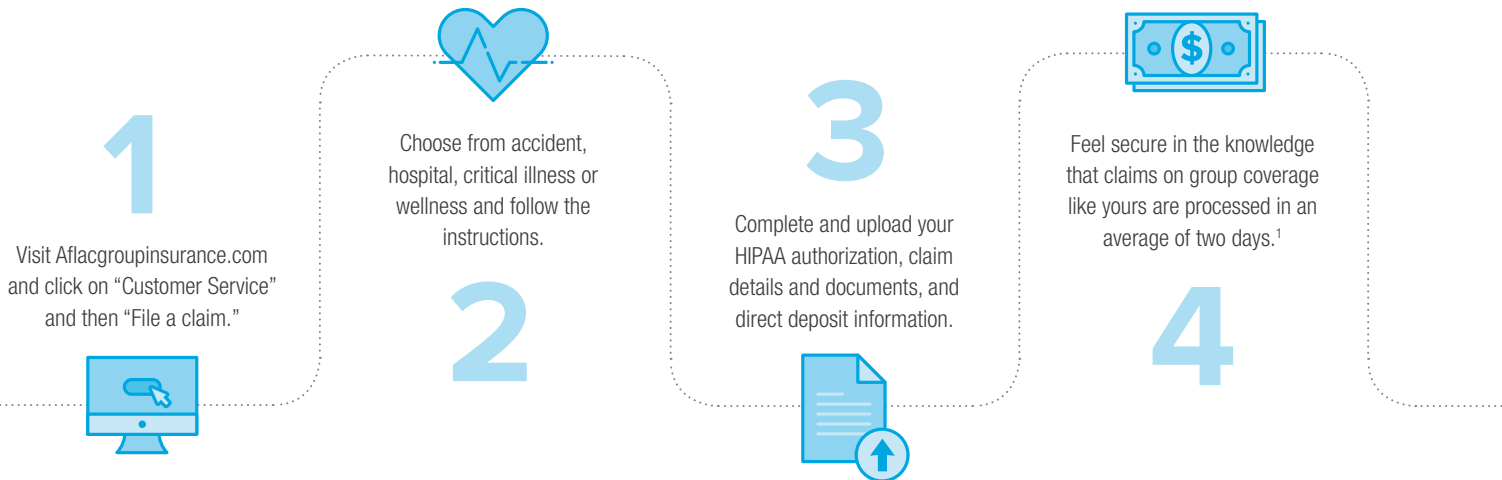 1
Visit Aflacgroupinsurance.com
and click on “Customer Service”
and then “File a claim.”
Choose from accident,
hospital, critical illness or
wellness and follow the
instructions.
2
3
Complete and upload your
HIPAA authorization, claim
details and documents, and
direct deposit information.
$
Feel secure in the knowledge
that claims on group coverage
like yours are processed in an
average of two days.¹
4